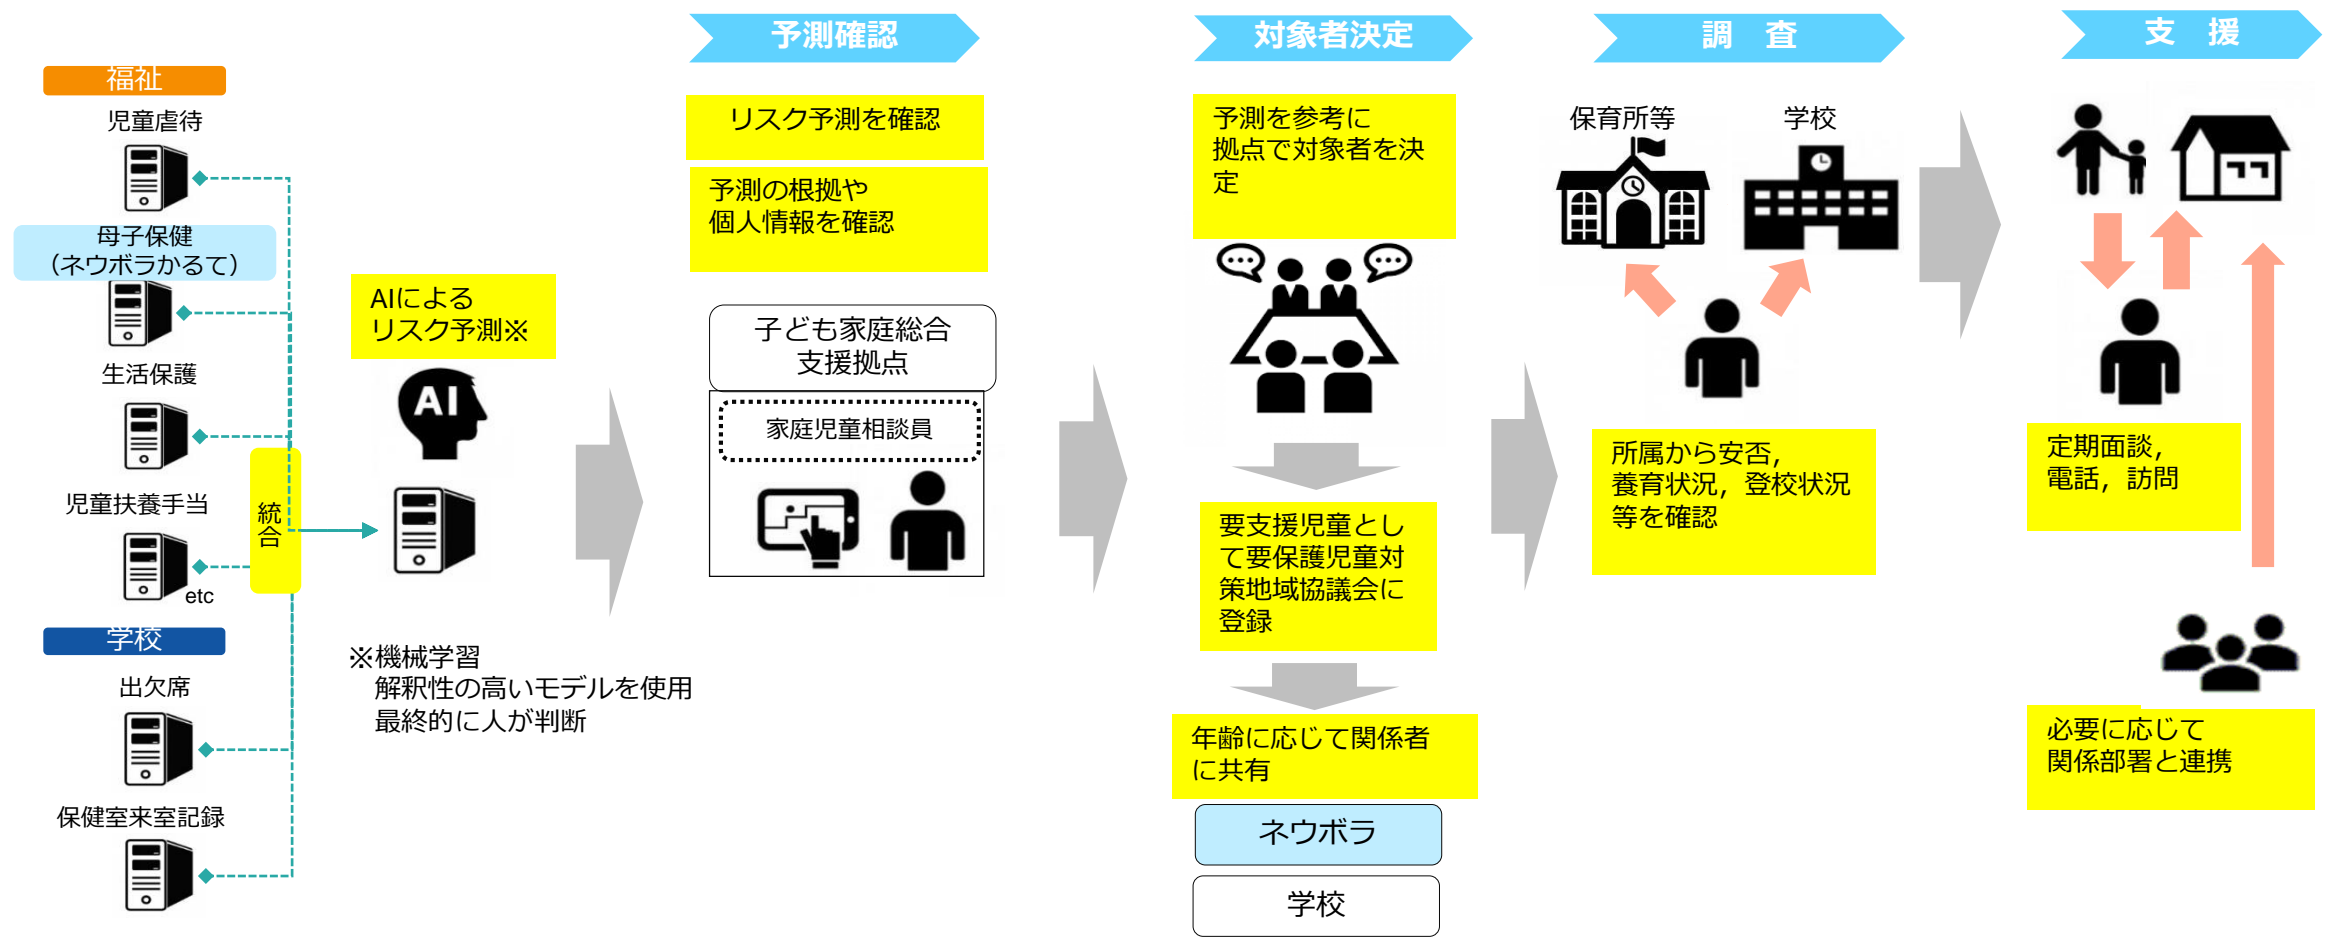 福祉
児童虐待
母子保健
（ネウボラかるて）
生活保護
児童扶養手当
etc
学校
出欠席
保健室来室記録
統
合
AIによる
リスク予測※
AI
※機械学習
解釈性の高いモデルを使用
最終的に人が判断
予測確認
リスク予測を確認
予測の根拠や
個人情報を確認
子ども家庭総合
支援拠点
家庭児童相談員
対象者決定
予測を参考に
拠点で対象者を決
定
要支援児童とし
て要保護児童対
策地域協議会に
登録
年齢に応じて関係者
に共有
ネウボラ
学校
調　査
保育所等
学校
所属から安否，
養育状況，登校状況
等を確認
支　援
定期面談，
電話，訪問
必要に応じて
関係部署と連携